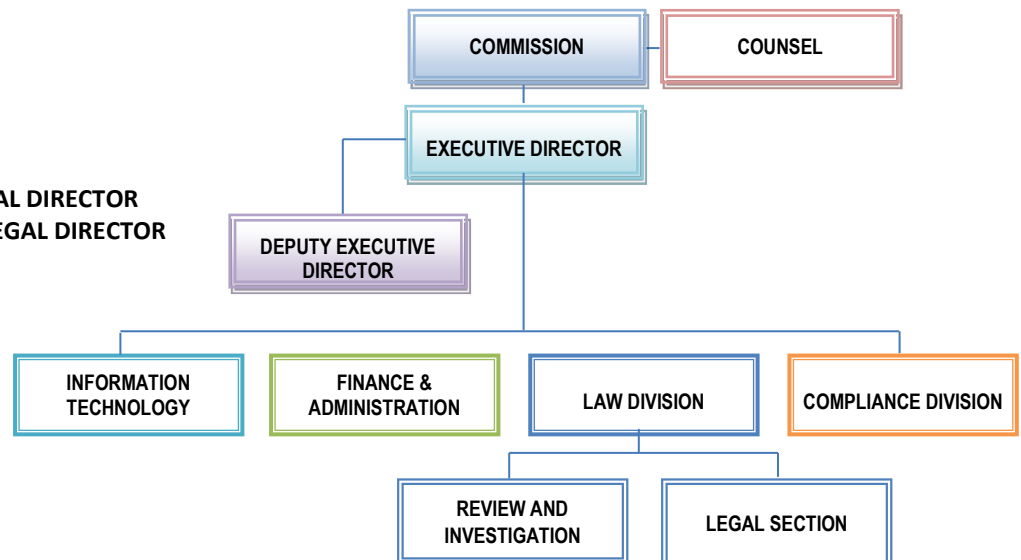 COMMISSION
COUNSEL
EXECUTIVE DIRECTOR
AL DIRECTOR
EGAL DIRECTOR
DEPUTY EXECUTIVE
DIRECTOR
INFORMATION
TECHNOLOGY
FINANCE &
ADMINISTRATION
LAW DIVISION
COMPLIANCE DIVISION
REVIEW AND
INVESTIGATION
LEGAL SECTION